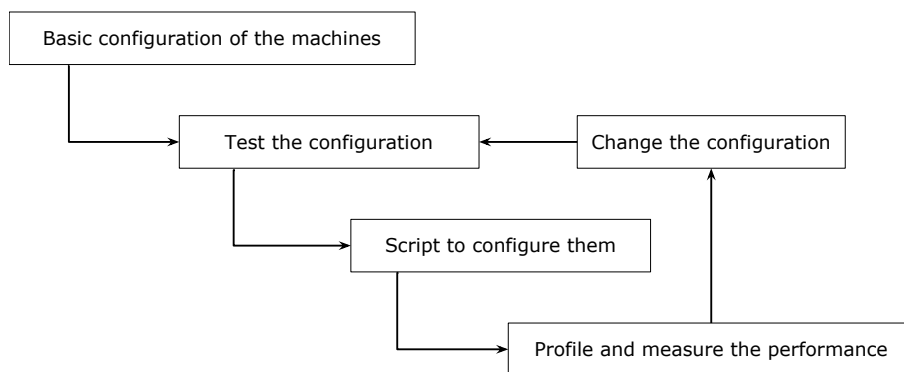 Basic configuration of the machines
Test the configuration
Change the configuration
Script to configure them
Profile and measure the performance